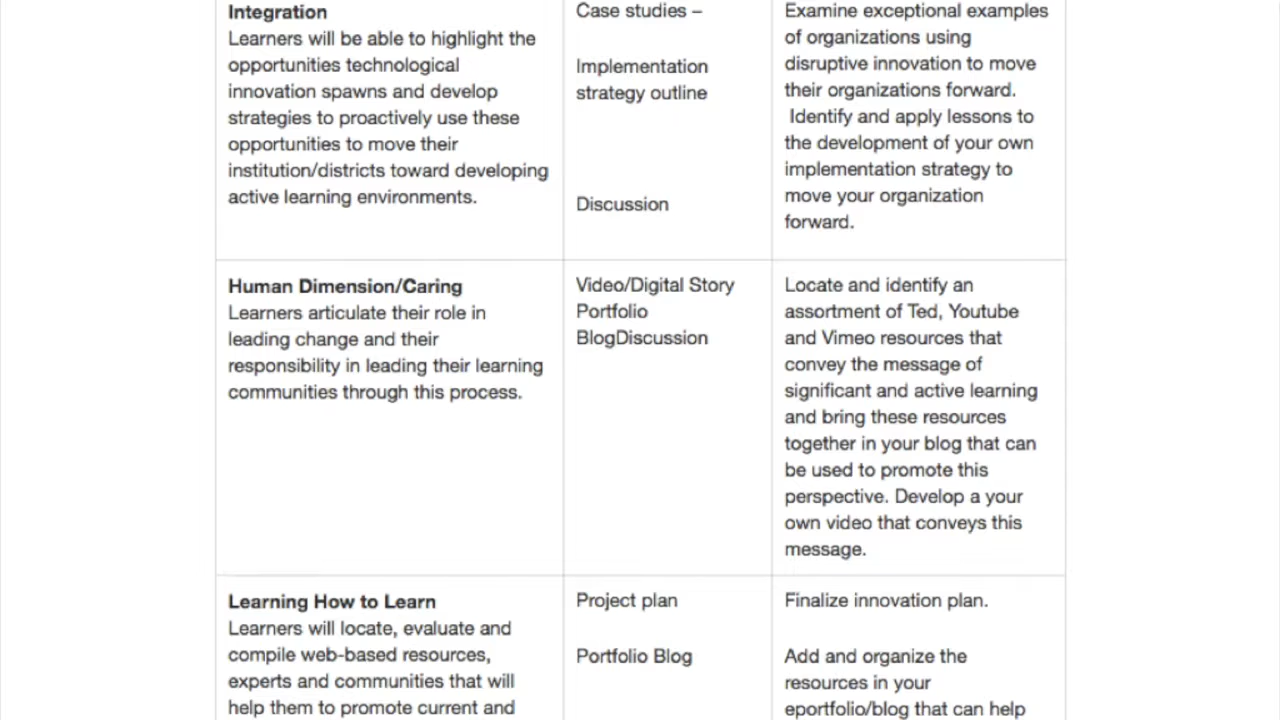 Integration
Learners will be able to highlight the
opportunities technological
innovation spawns and develop
strategies to proactively use these
opportunities to move their
institution/districts toward developing
active learning environments.
Case studies –
Implementation
strategy outline
Discussion
Examine exceptional examples
of organizations using
disruptive innovation to move
their organizations forward.
Identify and apply lessons to
the development of your own
implementation strategy to
move your organization
forward.
Human Dimension/Caring
Learners articulate their role in
leading change and their
responsibility in leading their learning
communities through this process.
Video/Digital Story
Portfolio
BlogDiscussion
Locate and identify an
assortment of Ted, Youtube
and Vimeo resources that
convey the message of
significant and active learning
and bring these resources
together in your blog that can
be used to promote this
perspective. Develop a your
own video that conveys this
message.
Learning How to Learn
Learners will locate, evaluate and
compile web-based resources,
experts and communities that will
help them to promote current and
Project plan
Portfolio Blog
Finalize innovation plan.
Add and organize the
resources in your
eportfolio/blog that can help